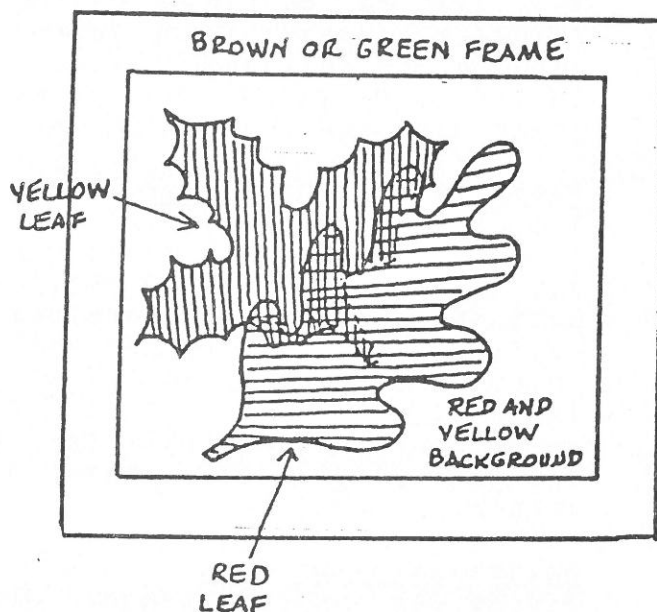 BROWN OR GREEN FRAME
YELLOW
LEAF
RED AND
YELLOW
BACKGROUND
RED
LEAF